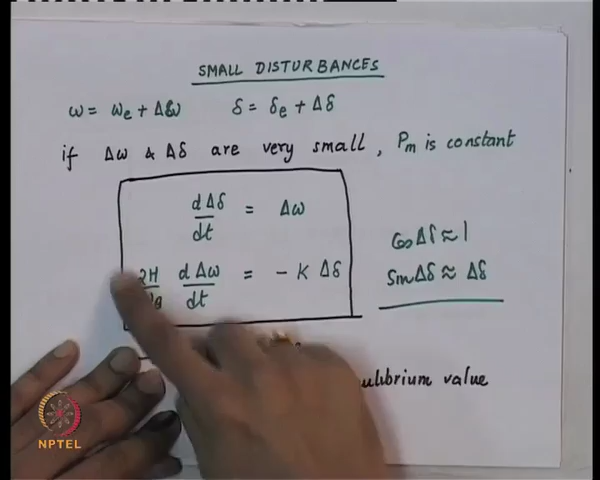 SMALL DISTURBANCES
ω = ωe + Δω   δ = δe + Δδ
if Δω & Δδ are very small, Pm is constant
dΔδ/dt = Δω
cos Δδ ≈ 1
2H dΔω/dt = - K Δδ
Sin Δδ ≈ Δδ
value
NPTEL